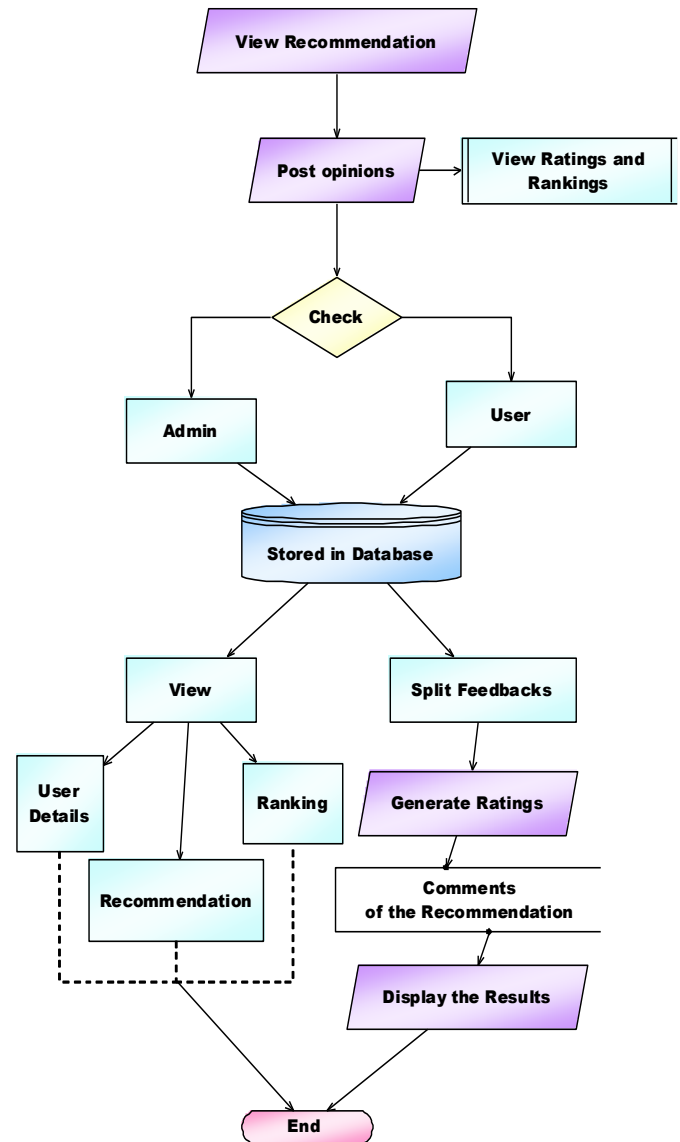 View Recommendation
Post opinions
View Ratings and
Rankings
Check
Admin
User
Stored in Database
View
Split Feedbacks
User
Details
Ranking
Generate Ratings
Recommendation
Comments
of the Recommendation
Display the Results
End